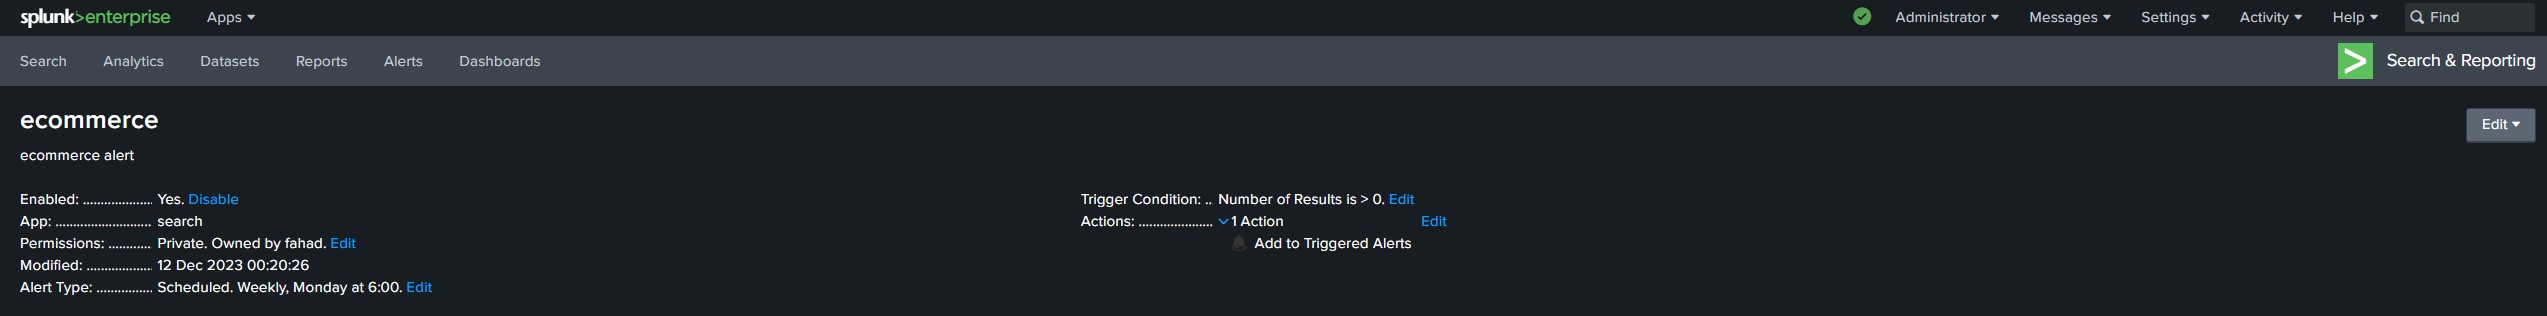 splunk>enterprise Apps Administrator Messages Settings Activity Help Find
Search Analytics Datasets Reports Alerts Dashboards Search & Reporting
ecommerce
Edit
ecommerce alert
Enabled: .................... Yes. Disable
App: ........................... search
Permissions: ............ Private. Owned by fahad. Edit
Modified: .................. 12 Dec 2023 00:20:26
Alert Type: ................ Scheduled. Weekly, Monday at 6:00. Edit
Trigger Condition: .. Number of Results is > 0. Edit
Actions: ..................... 1 Action Edit
Add to Triggered Alerts